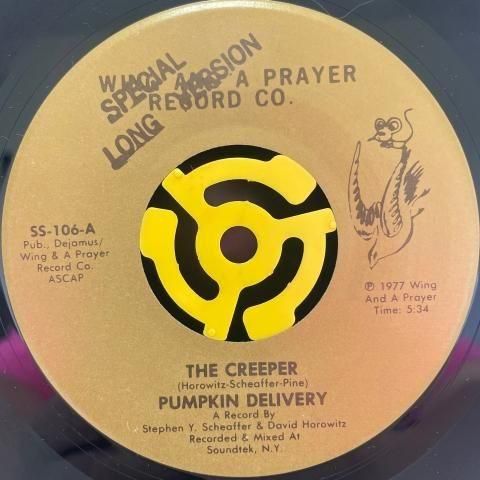 WING AND A PRAYER
RECORD CO.
SPECIAL
LONG VERSION
SS-106-A
Pub., Dejamus/
Wing & A Prayer
Record Co.
ASCAP
℗ 1977 Wing
And A Prayer
Time: 5:34
THE CREEPER
(Horowitz-Scheaffer-Pine)
PUMPKIN DELIVERY
A Record By
Stephen Y. Scheaffer & David Horowitz
Recorded & Mixed At
Soundtek, N.Y.